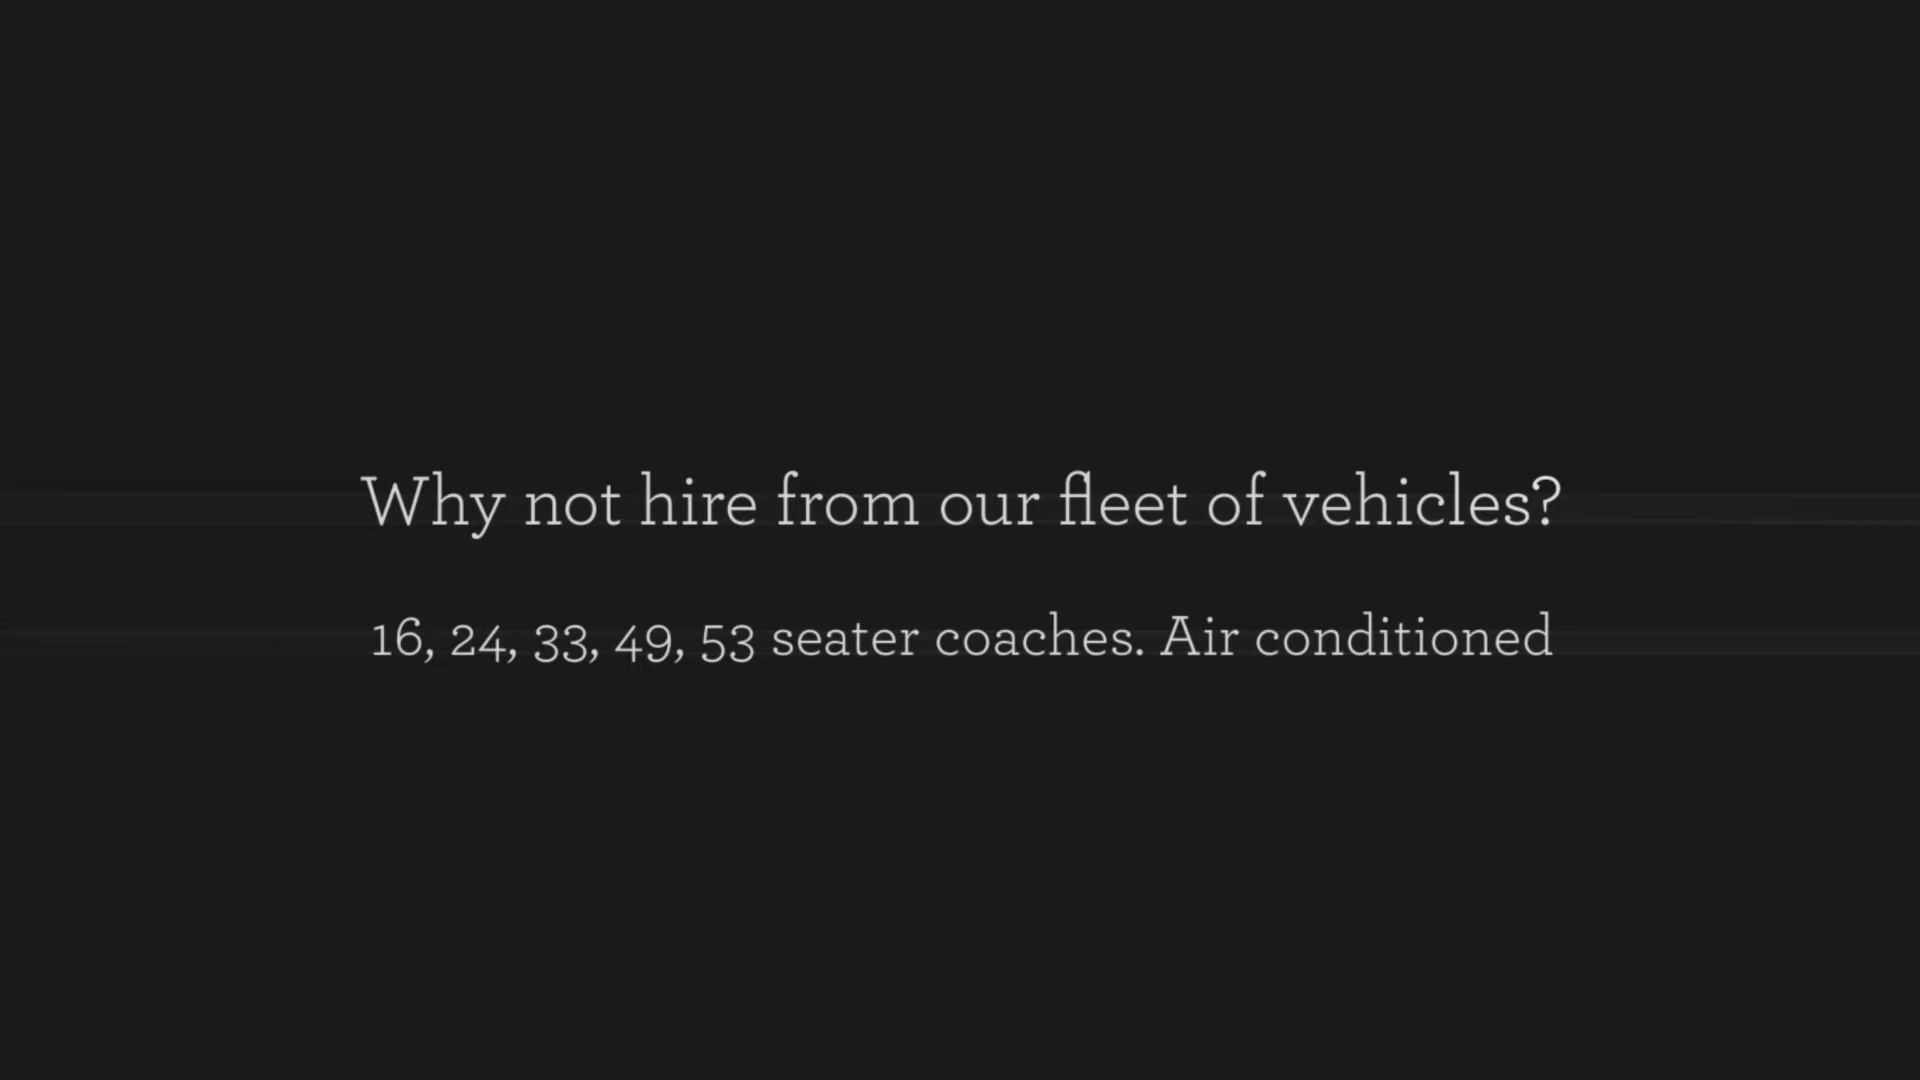 Why not hire from our fleet of vehicles?
16, 24, 33, 49, 53 seater coaches. Air conditioned